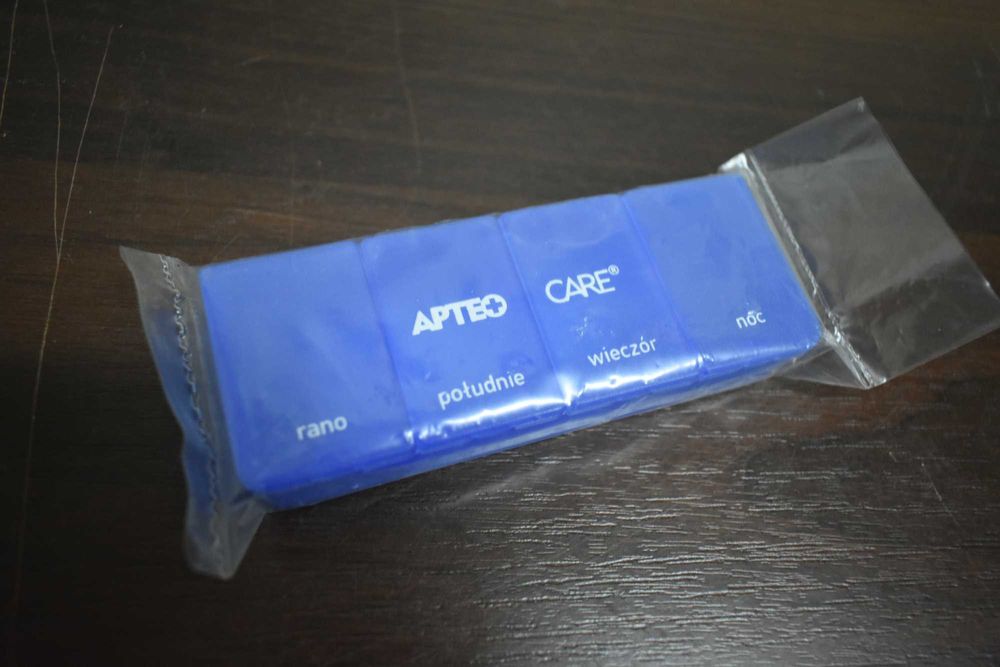 APTEO CARE®
rano
południe
wieczór
noc